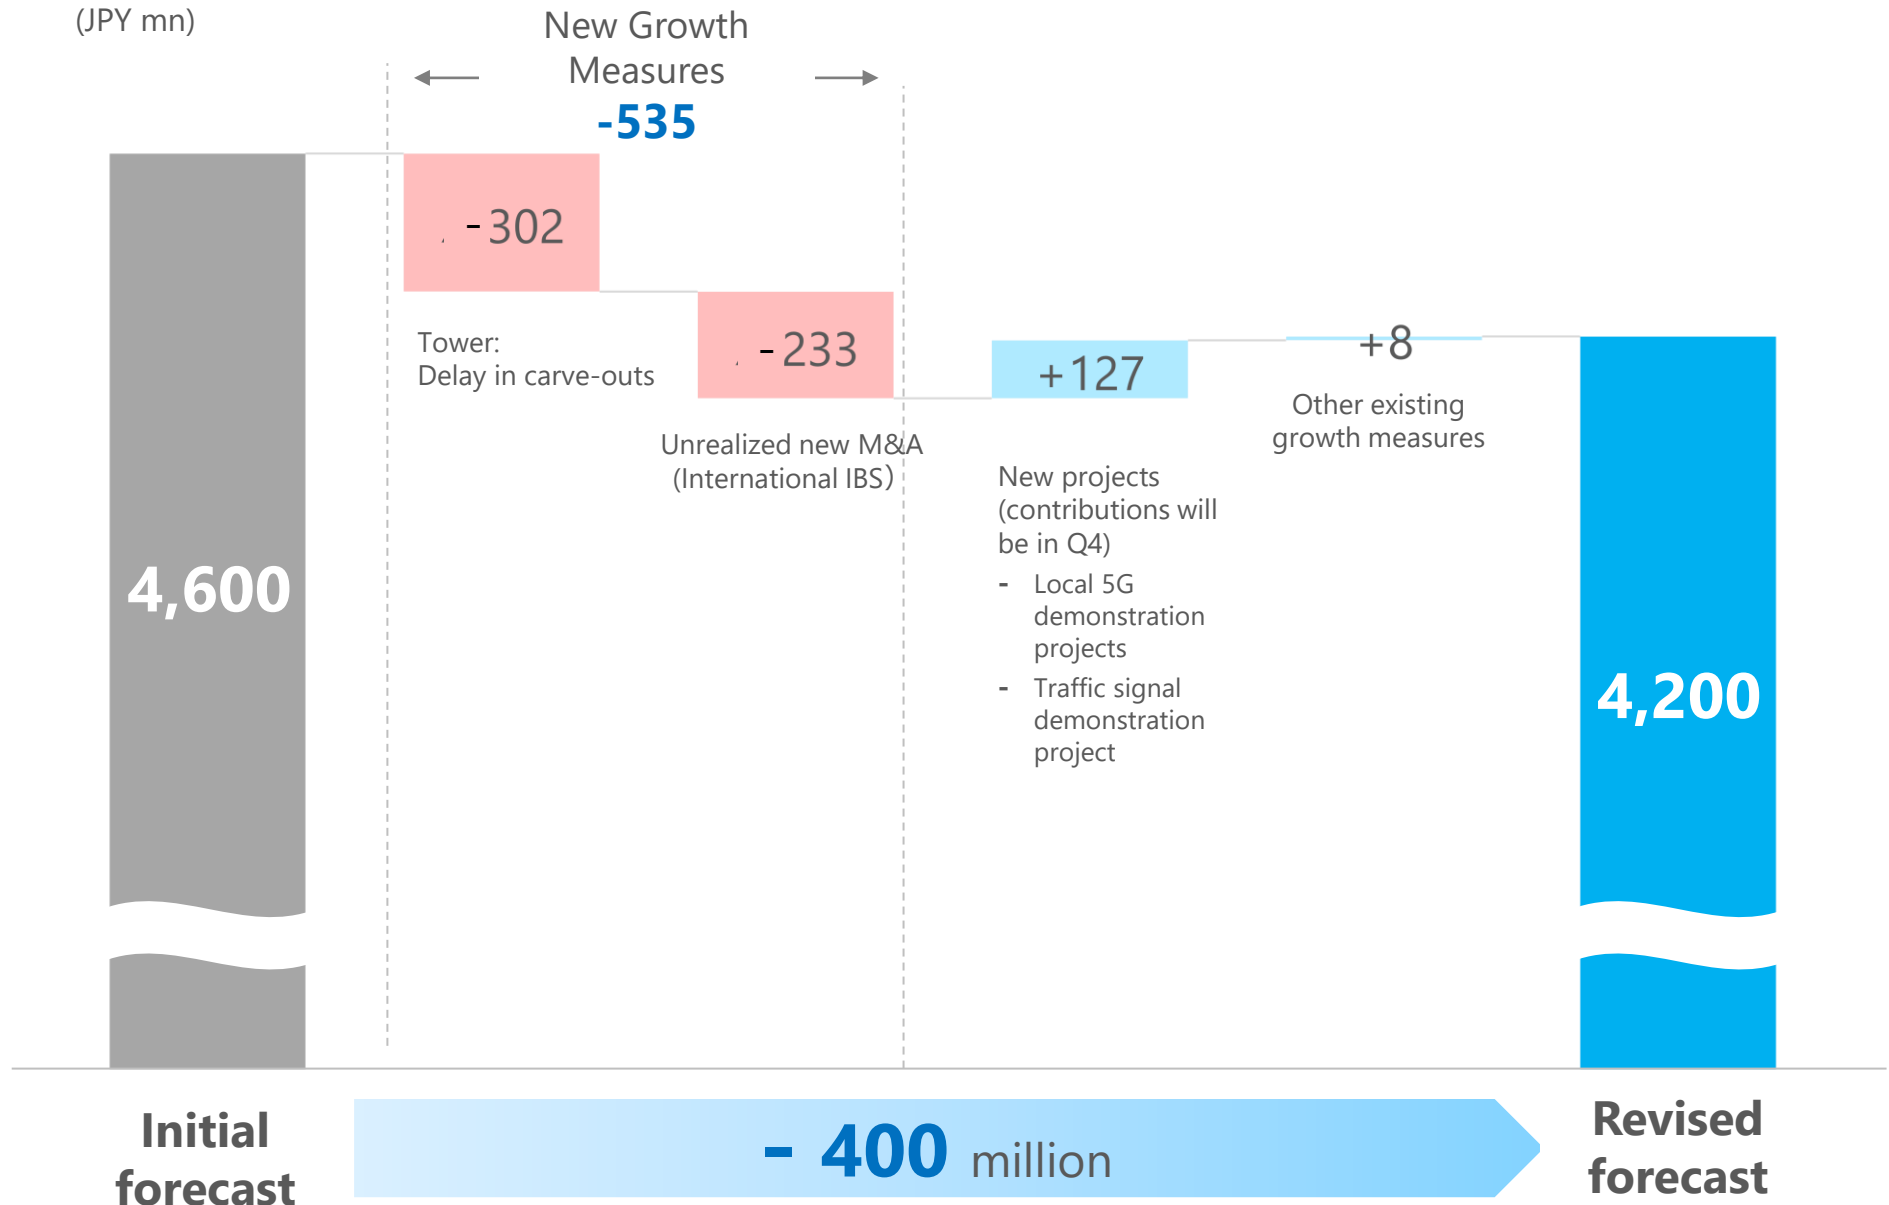 (JPY mn)
New Growth
Measures
-535
-302
-233
+127
+8
Tower:
Delay in carve-outs
Unrealized new M&A
(International IBS）
New projects
(contributions will
be in Q4)
- Local 5G
demonstration
projects
- Traffic signal
demonstration
project
Other existing
growth measures
4,600
4,200
Initial
forecast
- 400 million
Revised
forecast